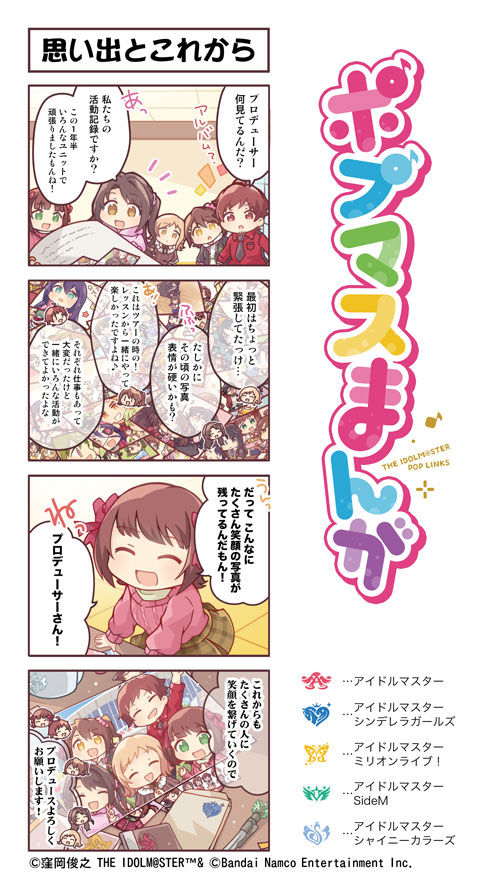 思い出とこれから
プロデューサー
何見てるんだ?
アルバム?
あっ
私たちの
活動記録ですか?
この1年半
いろんなユニットで
頑張りましたもんね!
最初はちょっと
緊張してたっけ…
ふふっ
たしかに
その頃の写真
表情が硬いかも?
あ!
これはツアーの時の!
レッスンから一緒にやって
楽しかったですよね♪
それぞれ仕事もあって
大変だったけど
一緒にいろんな活動が
できてよかったよな
だって こんなに
たくさん笑顔の写真が
残ってるんだもん!
ね
プロデューサーさん!
これからも
たくさんの人に
笑顔を繋げていくので
プロデュースよろしく
お願いします!
ポプマスまんが
THE IDOLM@STER
POP LINKS
…アイドルマスター
…アイドルマスター
シンデレラガールズ
…アイドルマスター
ミリオンライブ!
…アイドルマスター
SideM
…アイドルマスター
シャイニーカラーズ
©窪岡俊之 THE IDOLM@STER™& ©Bandai Namco Entertainment Inc.